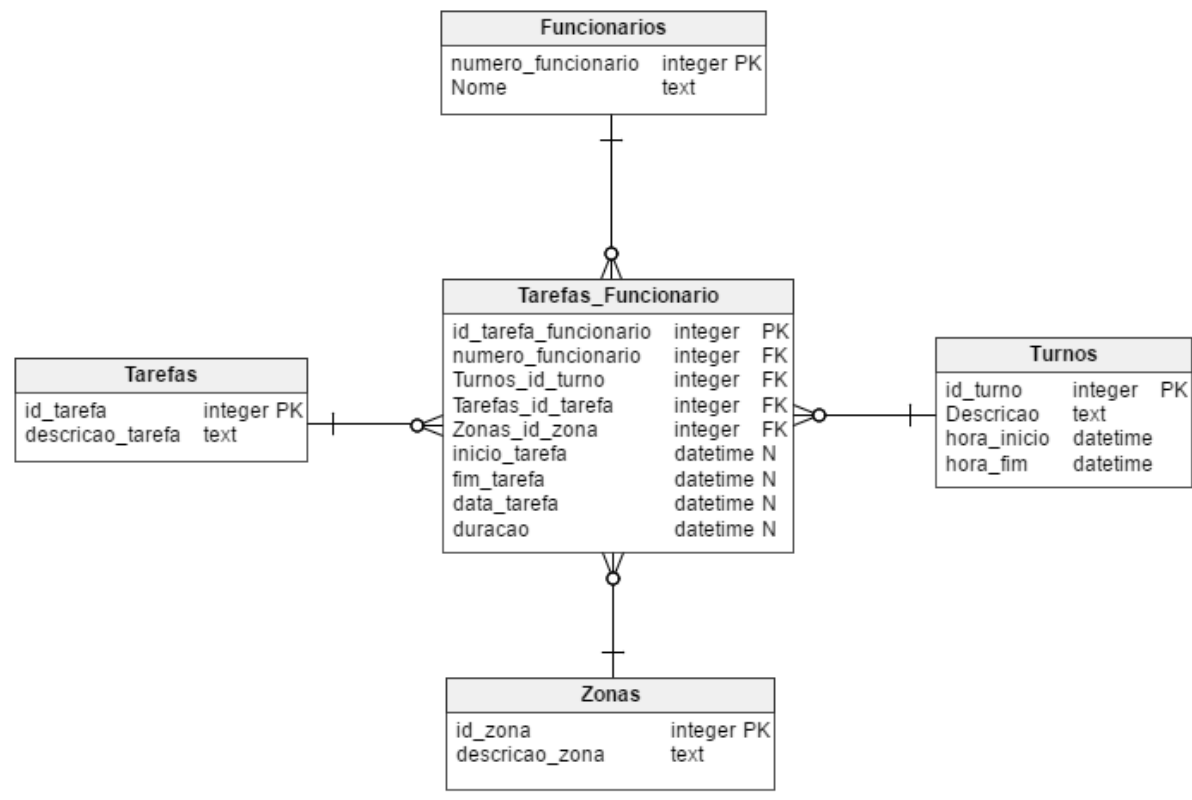 Funcionarios
numero_funcionario integer PK
Nome text
Tarefas_Funcionario
id_tarefa_funcionario integer PK
numero_funcionario integer FK
Turnos_id_turno integer FK
Tarefas_id_tarefa integer FK
Zonas_id_zona integer FK
inicio_tarefa datetime N
fim_tarefa datetime N
data_tarefa datetime N
duracao datetime N
Tarefas
id_tarefa integer PK
descricao_tarefa text
Turnos
id_turno integer PK
Descricao text
hora_inicio datetime
hora_fim datetime
Zonas
id_zona integer PK
descricao_zona text